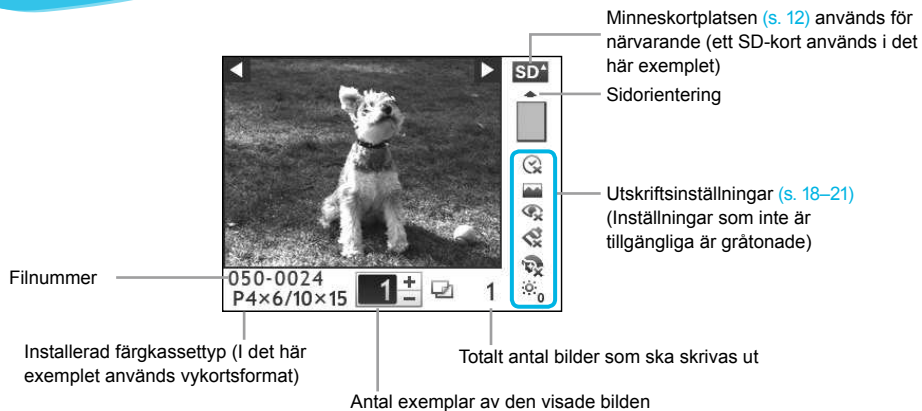 Minneskortplatsen (s. 12) används för
närvarande (ett SD-kort används i det
här exemplet)
SD
Sidorientering
Utskriftsinställningar (s. 18–21)
(Inställningar som inte är
tillgängliga är gråtonade)
Filnummer
050-0024
P4×6/10×15
1 + −
1
0
Installerad färgkassettyp (I det här
exemplet används vykortsformat)
Totalt antal bilder som ska skrivas ut
Antal exemplar av den visade bilden